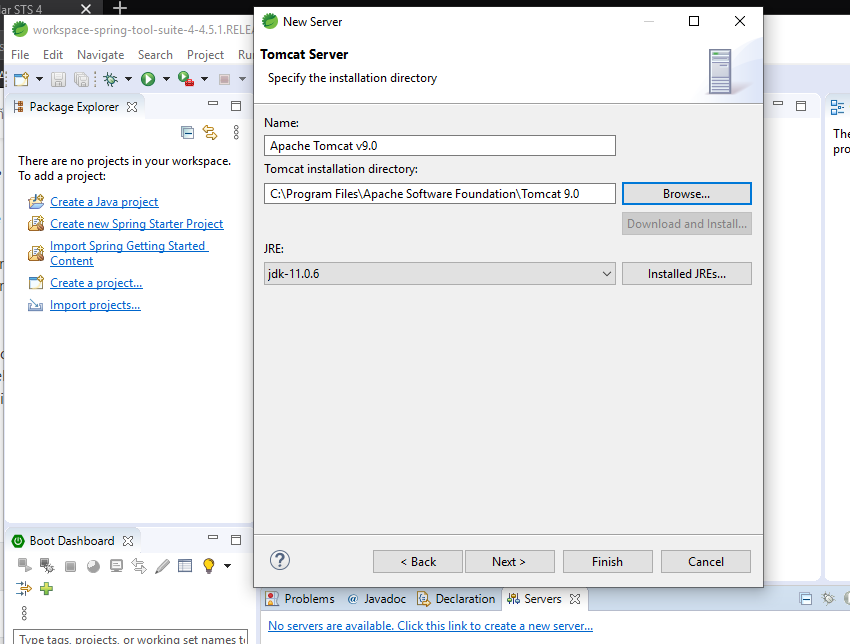 lar STS 4
workspace-spring-tool-suite-4-4.5.1.RELEA
File Edit Navigate Search Project Ru
Package Explorer
There are no projects in your workspace.
To add a project:
Create a Java project
Create new Spring Starter Project
Import Spring Getting Started
Content
Create a project...
Import projects...
Boot Dashboard
Type tags, projects, or working set names to
New Server
Tomcat Server
Specify the installation directory
Name:
Apache Tomcat v9.0
Tomcat installation directory:
C:\Program Files\Apache Software Foundation\Tomcat 9.0
Browse...
Download and Install...
JRE:
jdk-11.0.6
Installed JREs...
< Back
Next >
Finish
Cancel
Problems @ Javadoc Declaration Servers
No servers are available. Click this link to create a new server...
The
pro